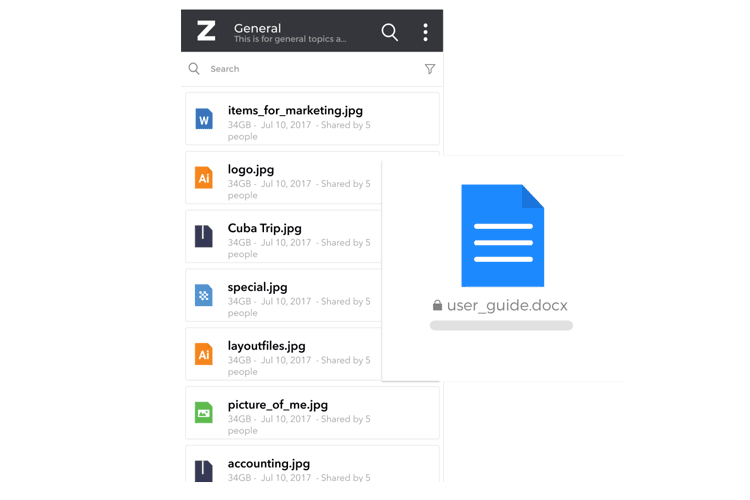 Z
General
This is for general topics a...
Search
W
items_for_marketing.jpg
34GB - Jul 10, 2017 - Shared by 5
people
Ai
logo.jpg
34GB - Jul 10, 2017 - Shared by 5
people
Cuba Trip.jpg
34GB - Jul 10, 2017 - Shared by 5
people
special.jpg
34GB - Jul 10, 2017 - Shared by 5
people
Ai
layoutfiles.jpg
34GB - Jul 10, 2017 - Shared by 5
people
picture_of_me.jpg
34GB - Jul 10, 2017 - Shared by 5
people
accounting.jpg
34GB - Jul 10, 2017 - Shared by 5
user_guide.docx